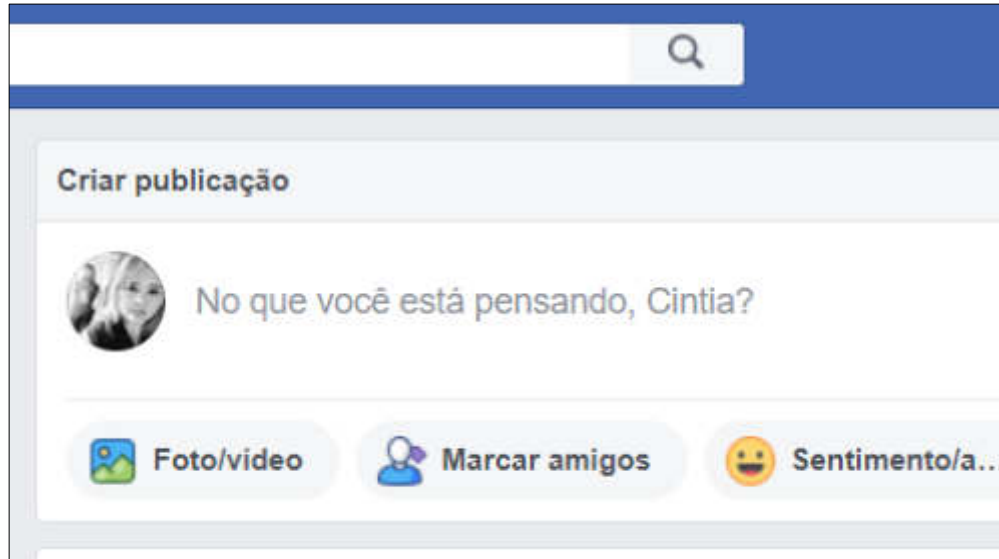 Criar publicação
No que você está pensando, Cintia?
Foto/vídeo Marcar amigos Sentimento/a...